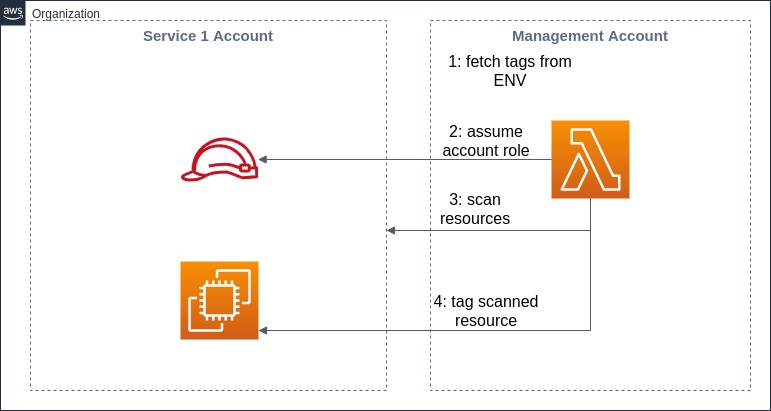 aws
Organization
Service 1 Account
Management Account
1: fetch tags from
ENV
2: assume
account role
3: scan
resources
4: tag scanned
resource